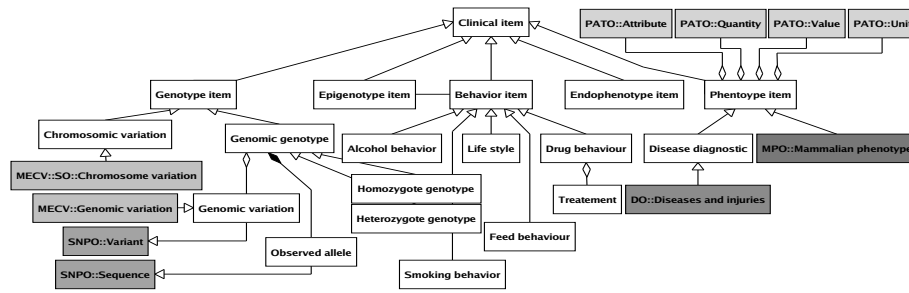 Clinical item
PATO::Attribute
PATO::Quantity
PATO::Value
PATO::Unit
Genotype item
Epigenotype item
Behavior item
Endophenotype item
Phentoype item
Chromosomic variation
Genomic genotype
Alcohol behavior
Life style
Drug behaviour
Disease diagnostic
MPO::Mammalian phenotype
MECV::SO::Chromosome variation
Homozygote genotype
MECV::Genomic variation
Genomic variation
Heterozygote genotype
Treatement
DO::Diseases and injuries
SNPO::Variant
Observed allele
Feed behaviour
SNPO::Sequence
Smoking behavior